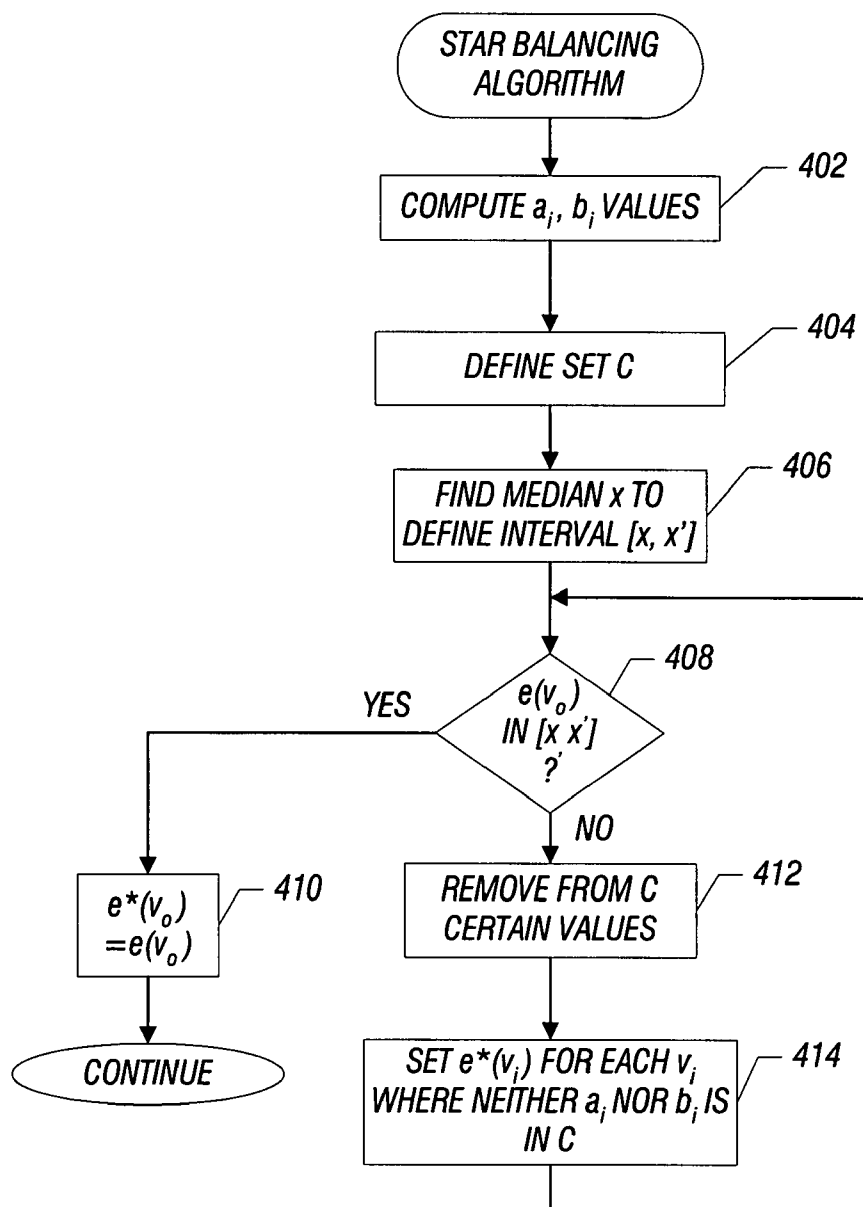 STAR BALANCING
ALGORITHM
402
COMPUTE a_i, b_i VALUES
404
DEFINE SET C
406
FIND MEDIAN x TO
DEFINE INTERVAL [x, x']
408
e(v_o)
IN [x x']
?'
YES
NO
410
e*(v_o)
=e(v_o)
412
REMOVE FROM C
CERTAIN VALUES
CONTINUE
414
SET e*(v_i) FOR EACH v_i
WHERE NEITHER a_i NOR b_i IS
IN C